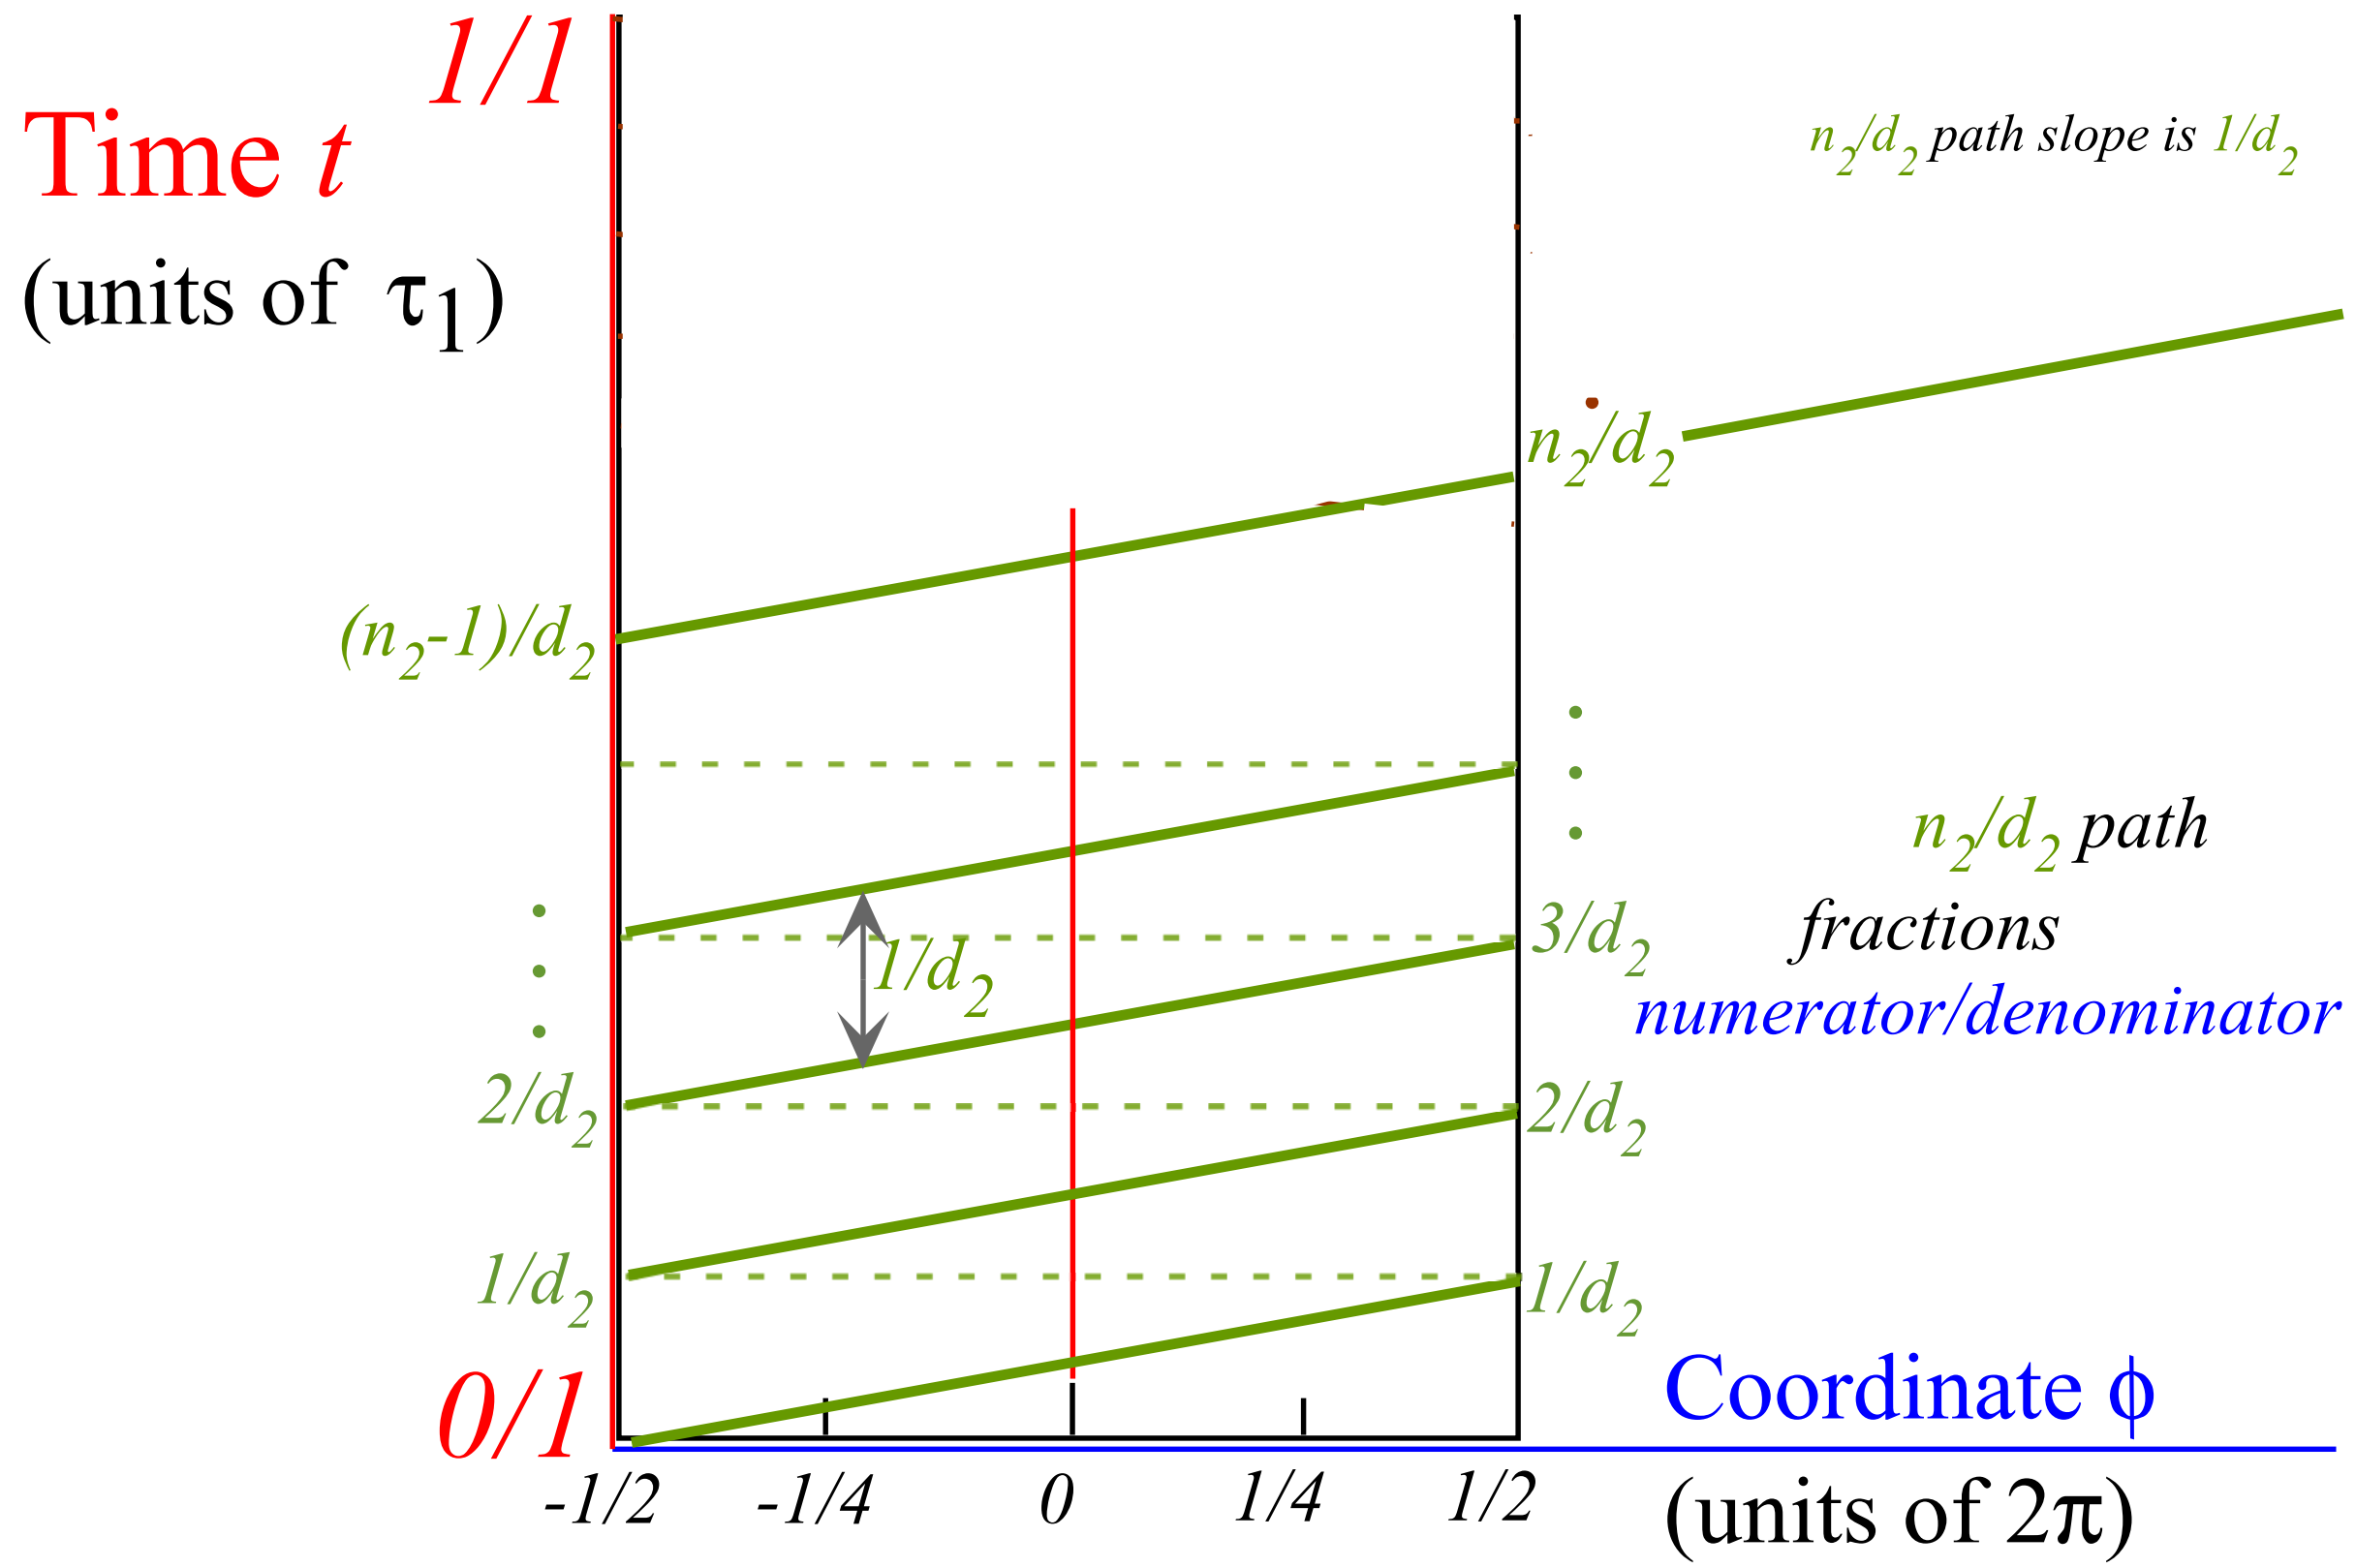 1/1
Time t
n₂/d₂ path slope is 1/d₂
(units of τ₁)
n₂/d₂
(n₂-1)/d₂
n₂/d₂ path
fractions
numerato /denominator
3/d₂
1/d₂
2/d₂
2/d₂
1/d₂
1/d₂
0/1
Coordinate ϕ
-1/2 -1/4 0 1/4 1/2
(units of 2π)